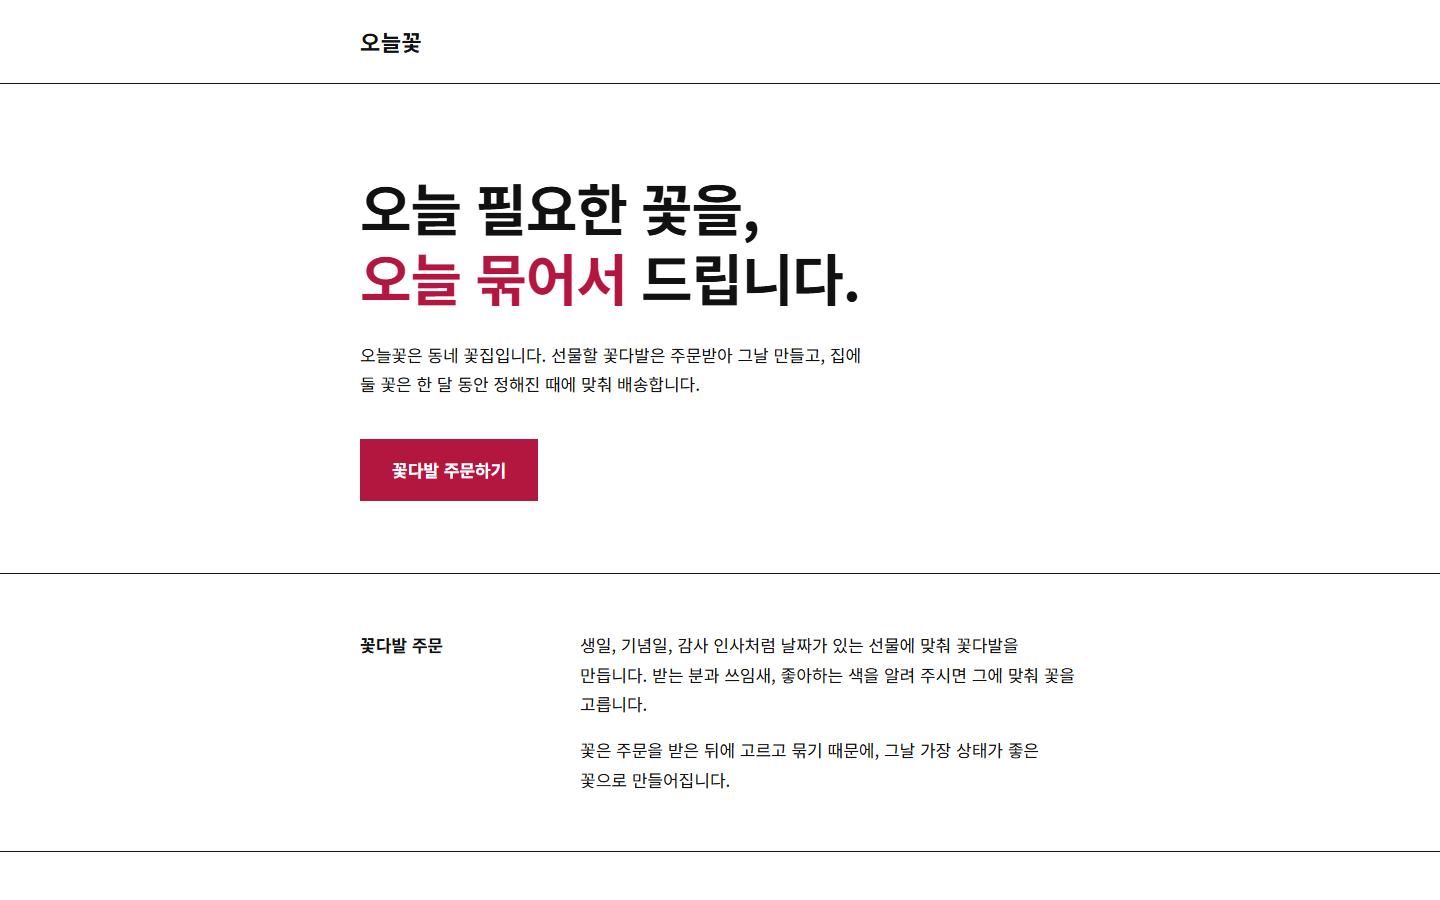 오늘꽃
오늘 필요한 꽃을,
오늘 묶어서 드립니다.
오늘꽃은 동네 꽃집입니다. 선물할 꽃다발은 주문받아 그날 만들고, 집에
둘 꽃은 한 달 동안 정해진 때에 맞춰 배송합니다.
꽃다발 주문하기
꽃다발 주문
생일, 기념일, 감사 인사처럼 날짜가 있는 선물에 맞춰 꽃다발을
만듭니다. 받는 분과 쓰임새, 좋아하는 색을 알려 주시면 그에 맞춰 꽃을
고릅니다.
꽃은 주문을 받은 뒤에 고르고 묶기 때문에, 그날 가장 상태가 좋은
꽃으로 만들어집니다.